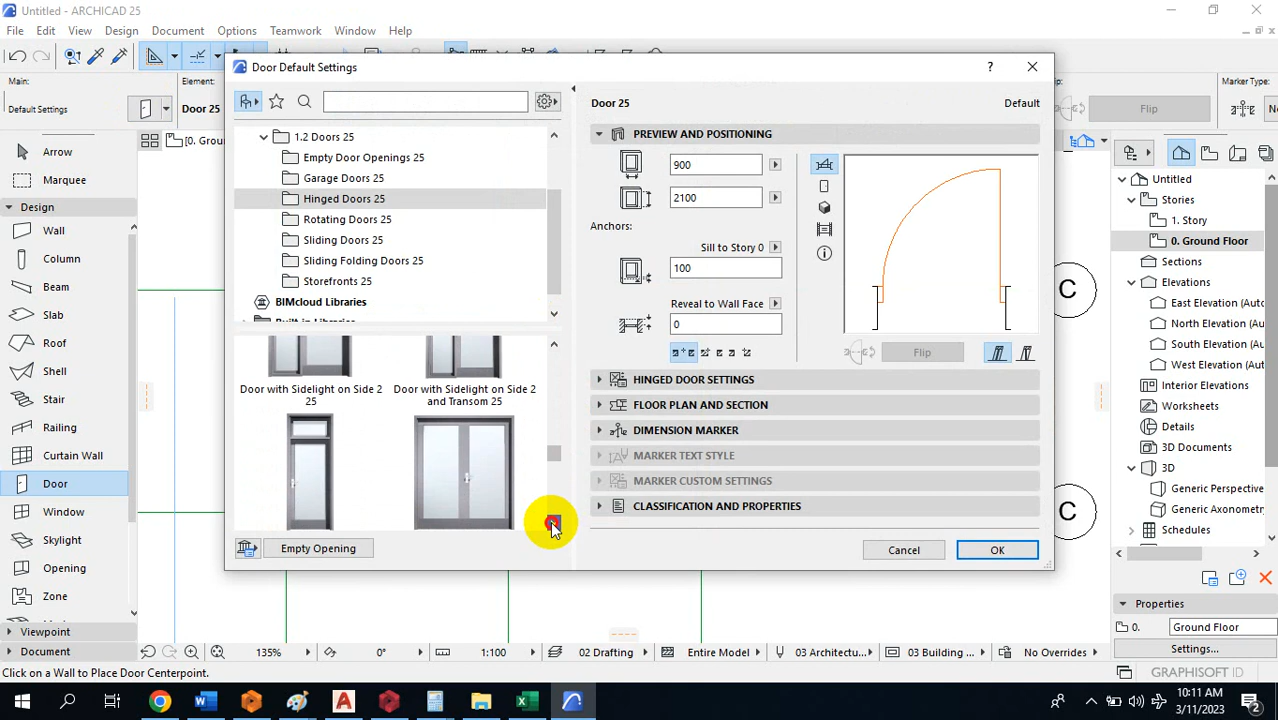 Untitled - ARCHICAD 25
File Edit View Design Document Options Teamwork Window Help
Main:
Default Settings
Element:
Door 25
Flip
Marker Type:
[0. Groun
Door Default Settings
? ×
1.2 Doors 25
Empty Door Openings 25
Garage Doors 25
Hinged Doors 25
Rotating Doors 25
Sliding Doors 25
Sliding Folding Doors 25
Storefronts 25
BIMcloud Libraries
Door with Sidelight on Side 2
25
Door with Sidelight on Side 2
and Transom 25
Empty Opening
Door 25
Default
PREVIEW AND POSITIONING
900
2100
Anchors:
Sill to Story 0
100
Reveal to Wall Face
0
Flip
HINGED DOOR SETTINGS
FLOOR PLAN AND SECTION
DIMENSION MARKER
MARKER TEXT STYLE
MARKER CUSTOM SETTINGS
CLASSIFICATION AND PROPERTIES
Cancel
OK
Arrow
Marquee
Design
Wall
Column
Beam
Slab
Roof
Shell
Stair
Railing
Curtain Wall
Door
Window
Skylight
Opening
Zone
Viewpoint
Document
C
C
Untitled
Stories
1. Story
0. Ground Floor
Sections
Elevations
East Elevation (Auto
North Elevation (Aut
South Elevation (Aut
West Elevation (Auto
Interior Elevations
Worksheets
Details
3D Documents
3D
Generic Perspective
Generic Axonometry
Schedules
Properties
0. Ground Floor
Settings...
135% 0° 1:100 02 Drafting Entire Model 03 Architectu... 03 Building ... No Overrides
Click on a Wall to Place Door Centerpoint.
GRAPHISOFT ID
10:11 AM
3/11/2023
2